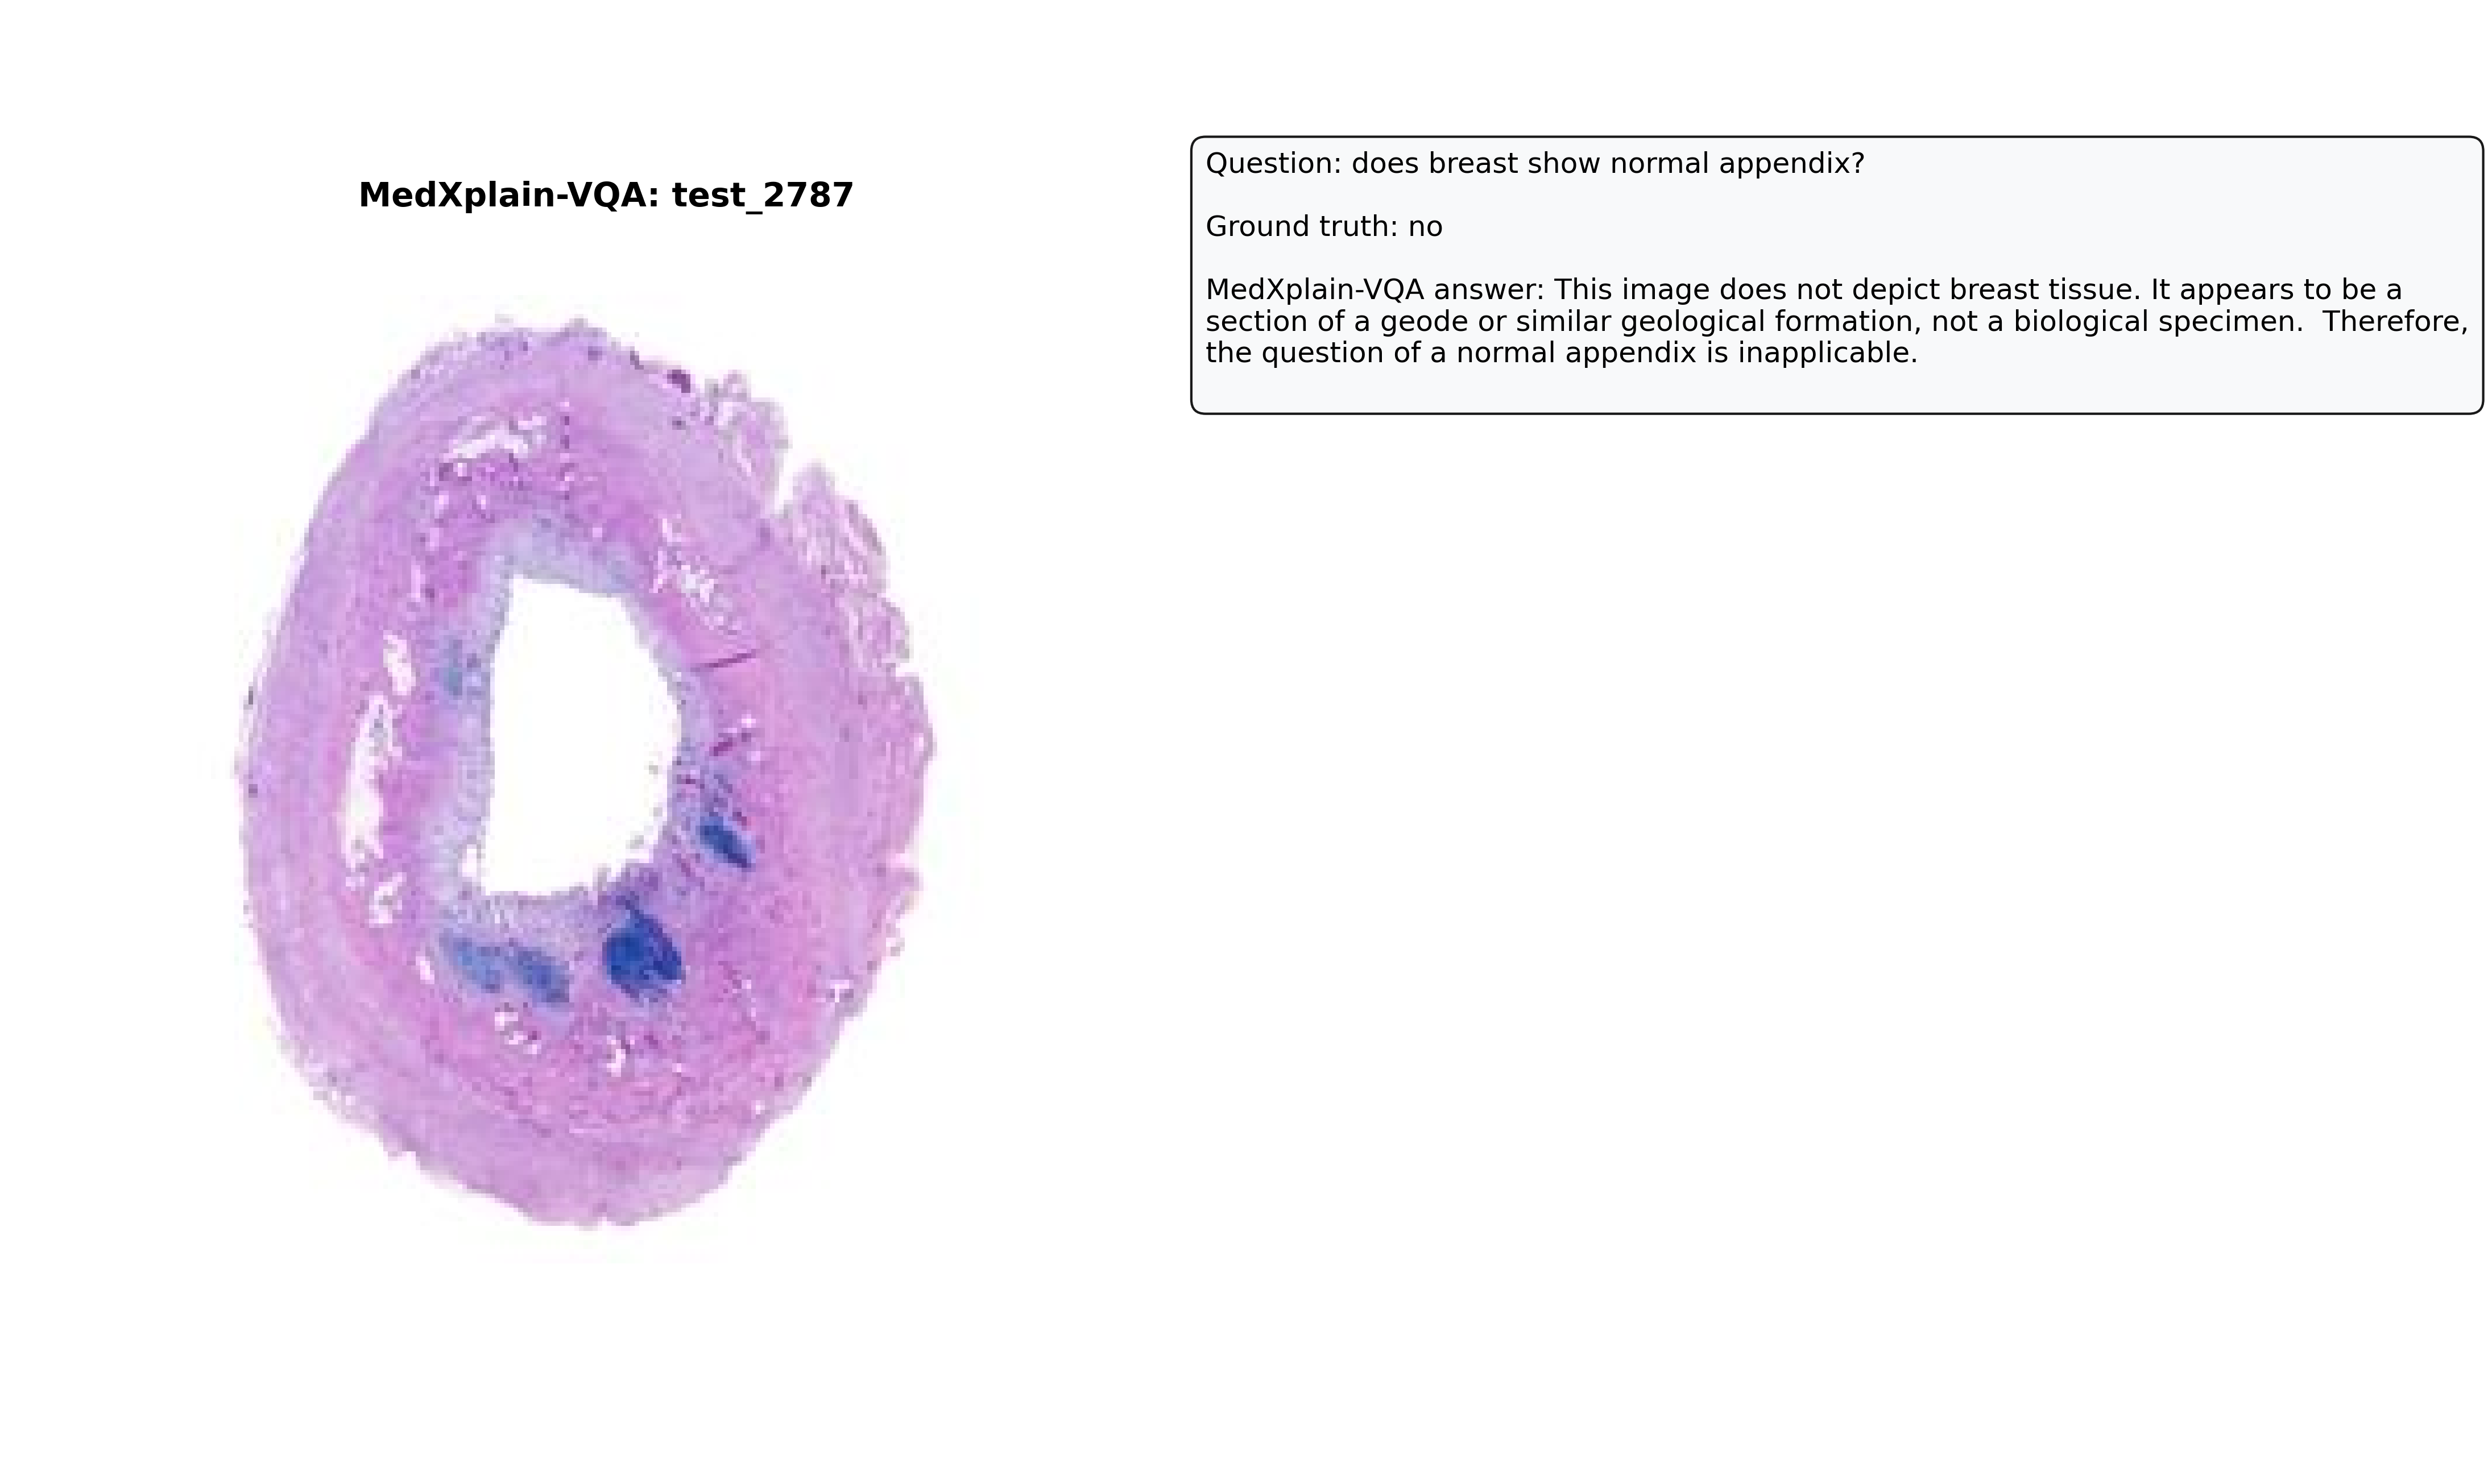 MedXplain-VQA: test_2787
Question: does breast show normal appendix?
Ground truth: no
MedXplain-VQA answer: This image does not depict breast tissue. It appears to be a
section of a geode or similar geological formation, not a biological specimen.  Therefore,
the question of a normal appendix is inapplicable.